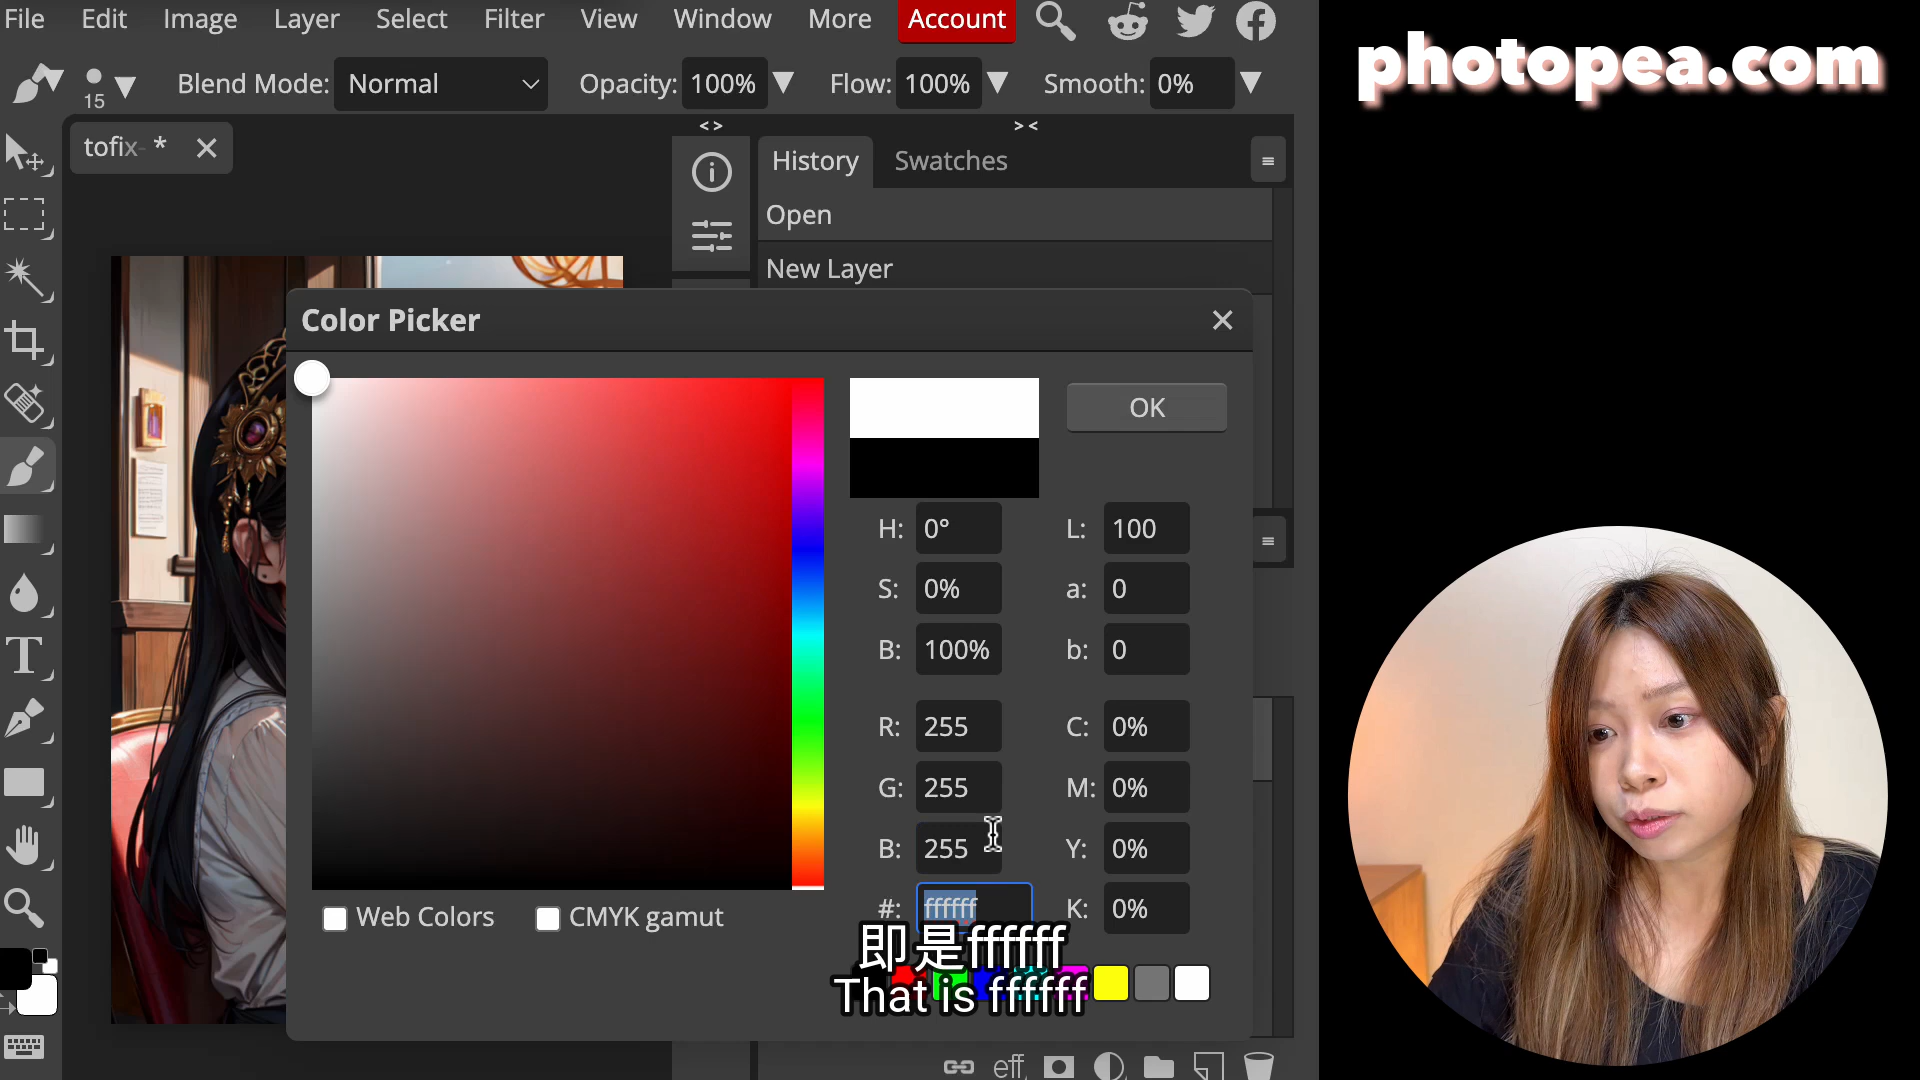 File Edit Image Layer Select Filter View Window More Account
photopea.com
15 Blend Mode: Normal Opacity: 100% Flow: 100% Smooth: 0%
tofix- *
History Swatches
Open
New Layer
Color Picker
OK
H: 0° L: 100
S: 0% a: 0
B: 100% b: 0
R: 255 C: 0%
G: 255 M: 0%
B: 255 Y: 0%
#: ffffff K: 0%
Web Colors CMYK gamut
即是ffffff
That is ffffff
eff